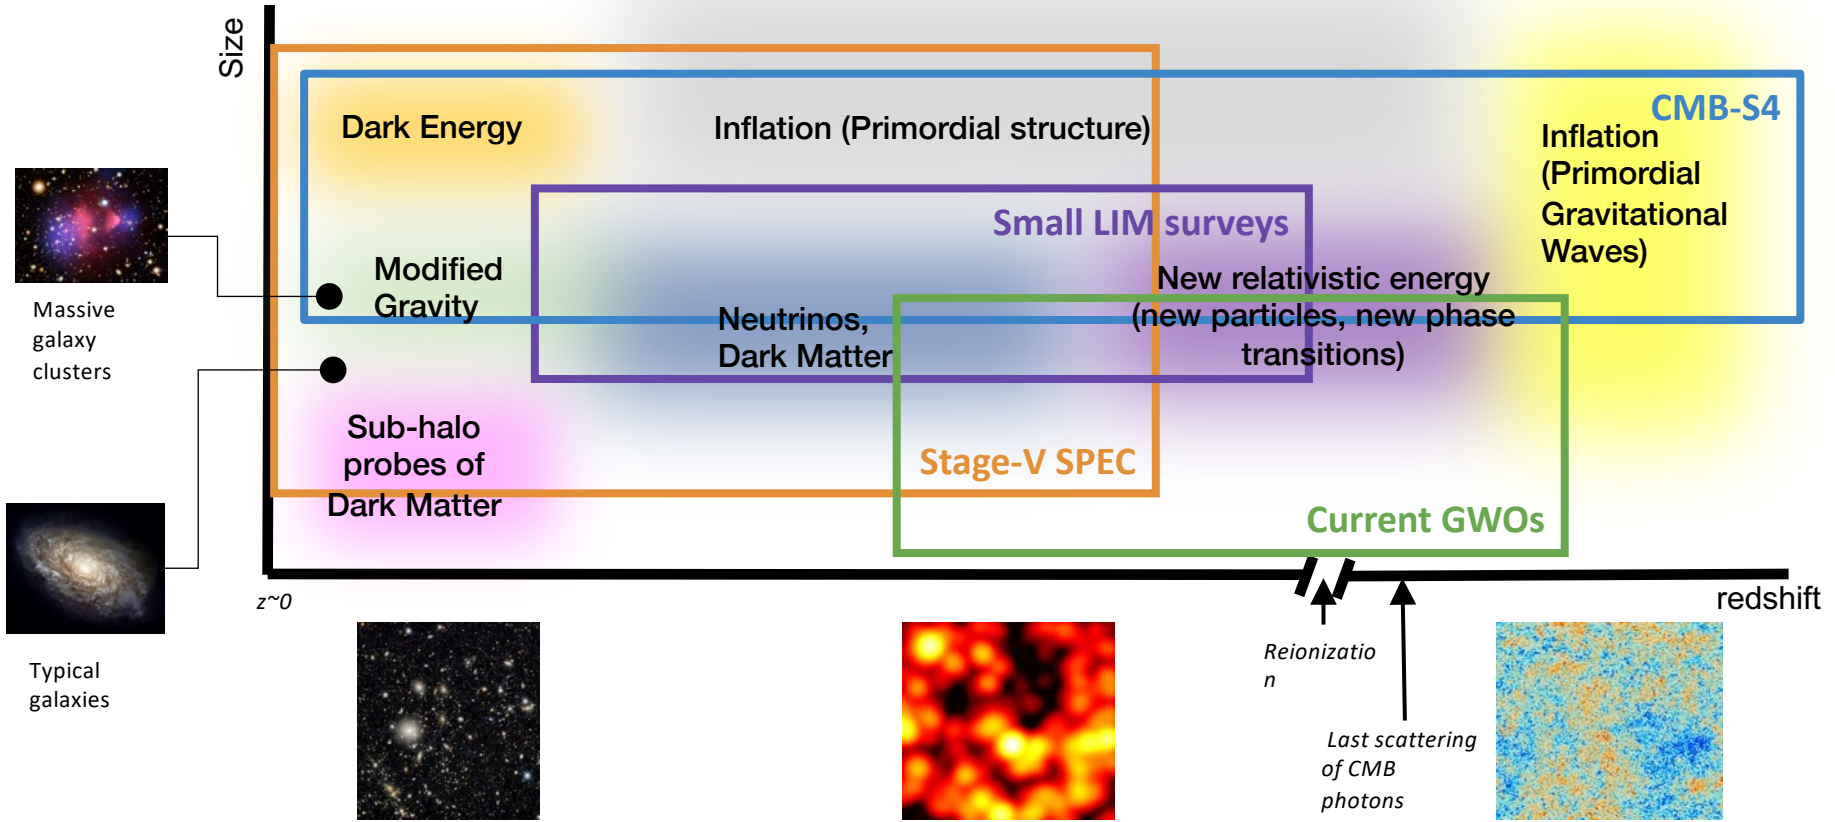 Size
CMB-S4
Dark Energy
Inflation (Primordial structure)
Inflation
(Primordial
Gravitational
Waves)
Small LIM surveys
Modified
Gravity
New relativistic energy
(new particles, new phase
transitions)
Massive
galaxy
clusters
Neutrinos,
Dark Matter
Sub-halo
probes of
Dark Matter
Stage-V SPEC
Current GWOs
z~0
redshift
Typical
galaxies
Reionizatio
n
Last scattering
of CMB
photons